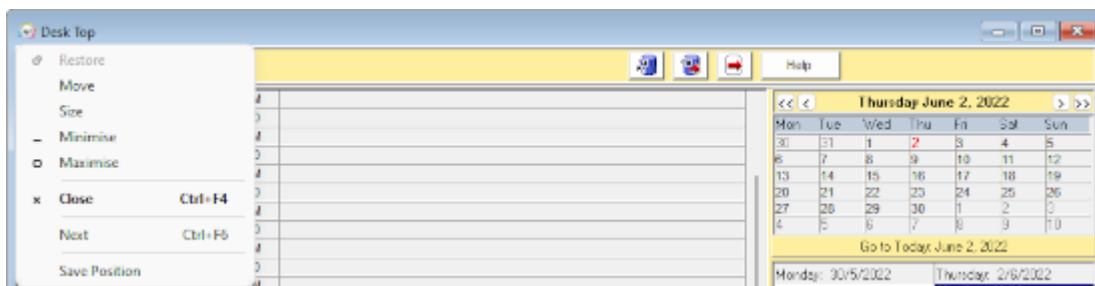 Desk Top
Restore
Move
Size
Minimise
Maximise
Close Ctrl+F4
Next Ctrl+F6
Save Position
Help
<< < Thursday June 2, 2022 > >>
Mon Tue Wed Thu Fri Sat Sun
30 31 1 2 3 4 5
6 7 8 9 10 11 12
13 14 15 16 17 18 19
20 21 22 23 24 25 26
27 28 29 30 1 2 3
4 5 6 7 8 9 10
Go to Today: June 2, 2022
Monday: 30/5/2022 Thursday: 2/6/2022